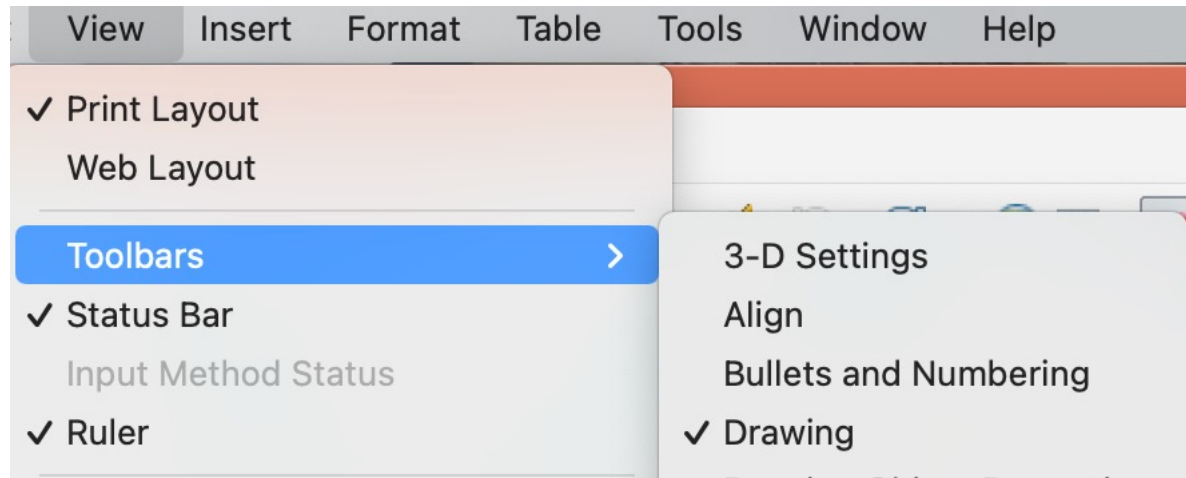 View Insert Format Table Tools Window Help
Print Layout
Web Layout
Toolbars
Status Bar
Input Method Status
Ruler
3-D Settings
Align
Bullets and Numbering
Drawing